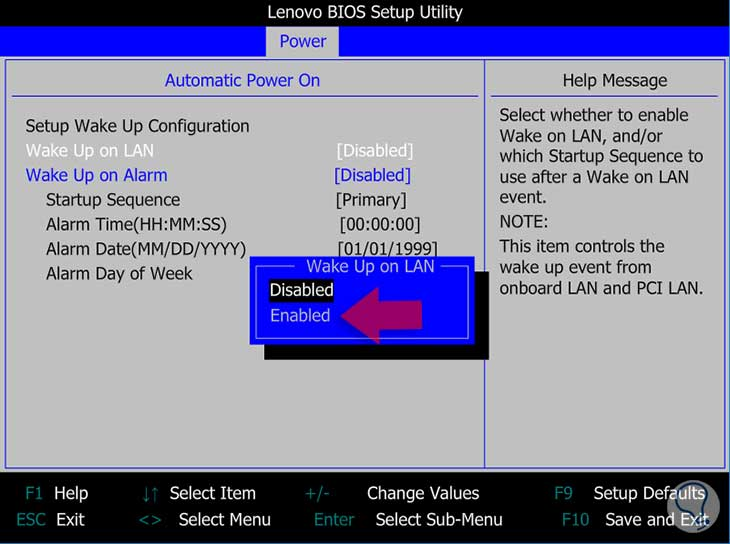 Lenovo BIOS Setup Utility
Power
Automatic Power On
Setup Wake Up Configuration
Wake Up on LAN [Disabled]
Wake Up on Alarm [Disabled]
Startup Sequence [Primary]
Alarm Time(HH:MM:SS) [00:00:00]
Alarm Date(MM/DD/YYYY) [01/01/1999]
Alarm Day of Week
Wake Up on LAN
Disabled
Enabled
Help Message
Select whether to enable
Wake on LAN, and/or
which Startup Sequence to
use after a Wake on LAN
event.
NOTE:
This item controls the
wake up event from
onboard LAN and PCI LAN.
F1 Help ↓↑ Select Item +/- Change Values F9 Setup Defaults
ESC Exit <> Select Menu Enter Select Sub-Menu F10 Save and Exit